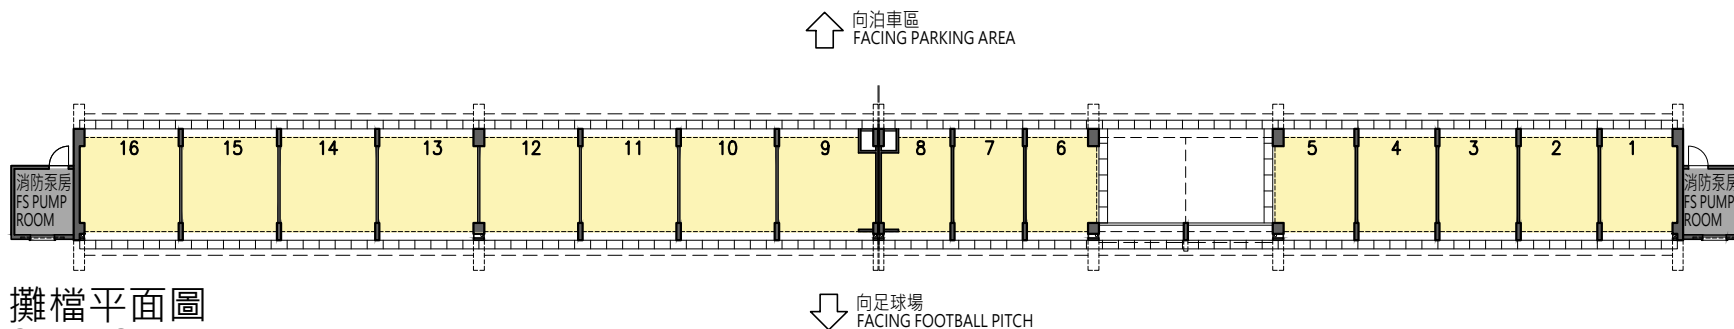 向泊車區
FACING PARKING AREA
16 15 14 13 12 11 10 9 8 7 6 5 4 3 2 1
消防泵房
FS PUMP
ROOM
消防泵房
FS PUMP
ROOM
攤檔平面圖
向足球場
FACING FOOTBALL PITCH